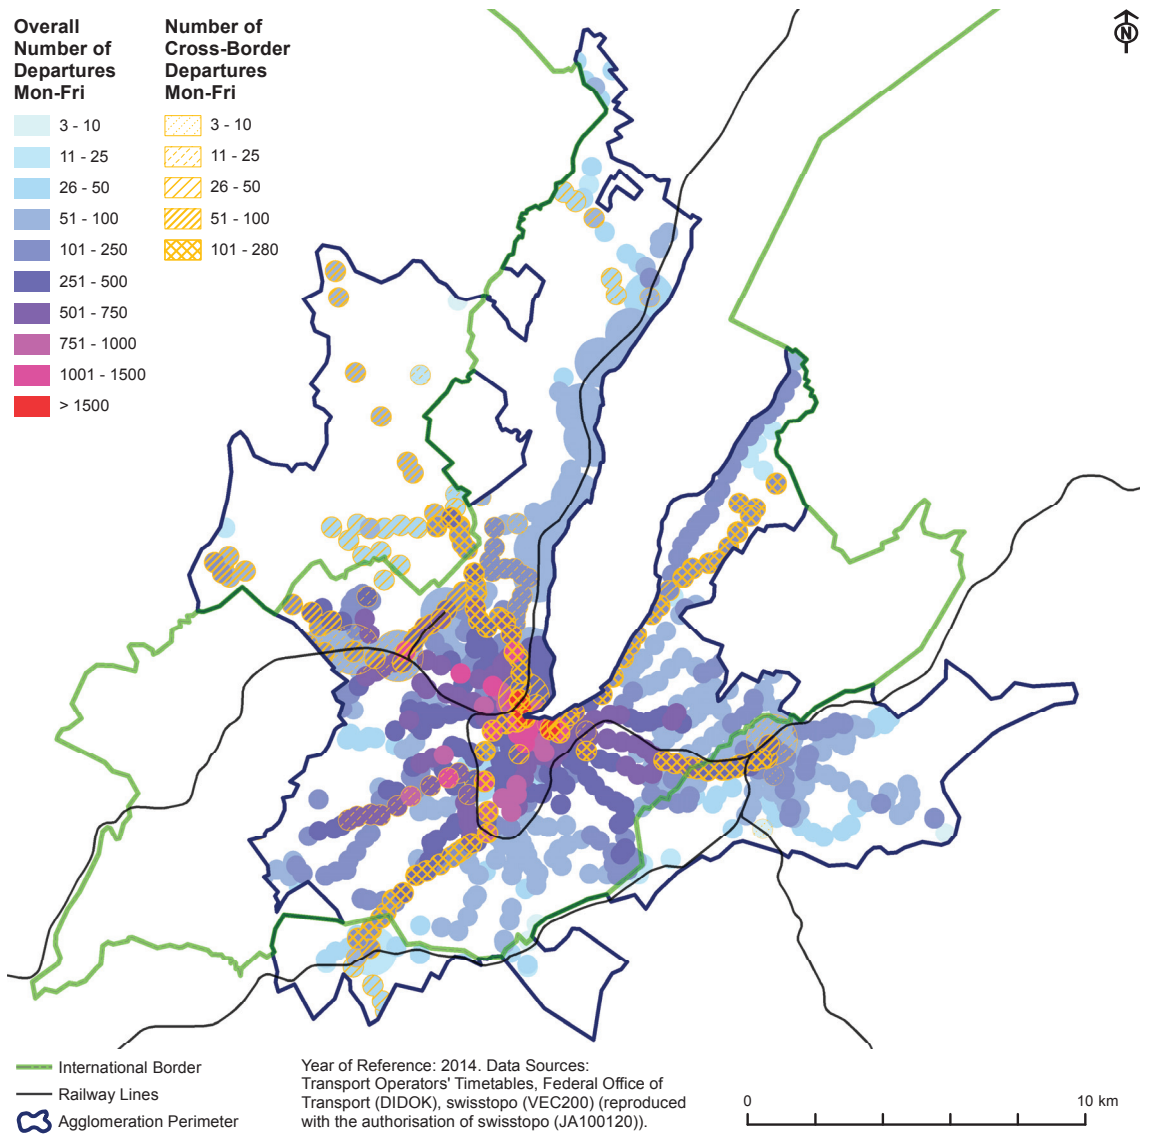 Overall
Number of
Departures
Mon-Fri
3 - 10
11 - 25
26 - 50
51 - 100
101 - 250
251 - 500
501 - 750
751 - 1000
1001 - 1500
> 1500
Number of
Cross-Border
Departures
Mon-Fri
3 - 10
11 - 25
26 - 50
51 - 100
101 - 280
N
International Border
Railway Lines
Agglomeration Perimeter
Year of Reference: 2014. Data Sources:
Transport Operators' Timetables, Federal Office of
Transport (DIDOK), swisstopo (VEC200) (reproduced
with the authorisation of swisstopo (JA100120)).
0
10 km